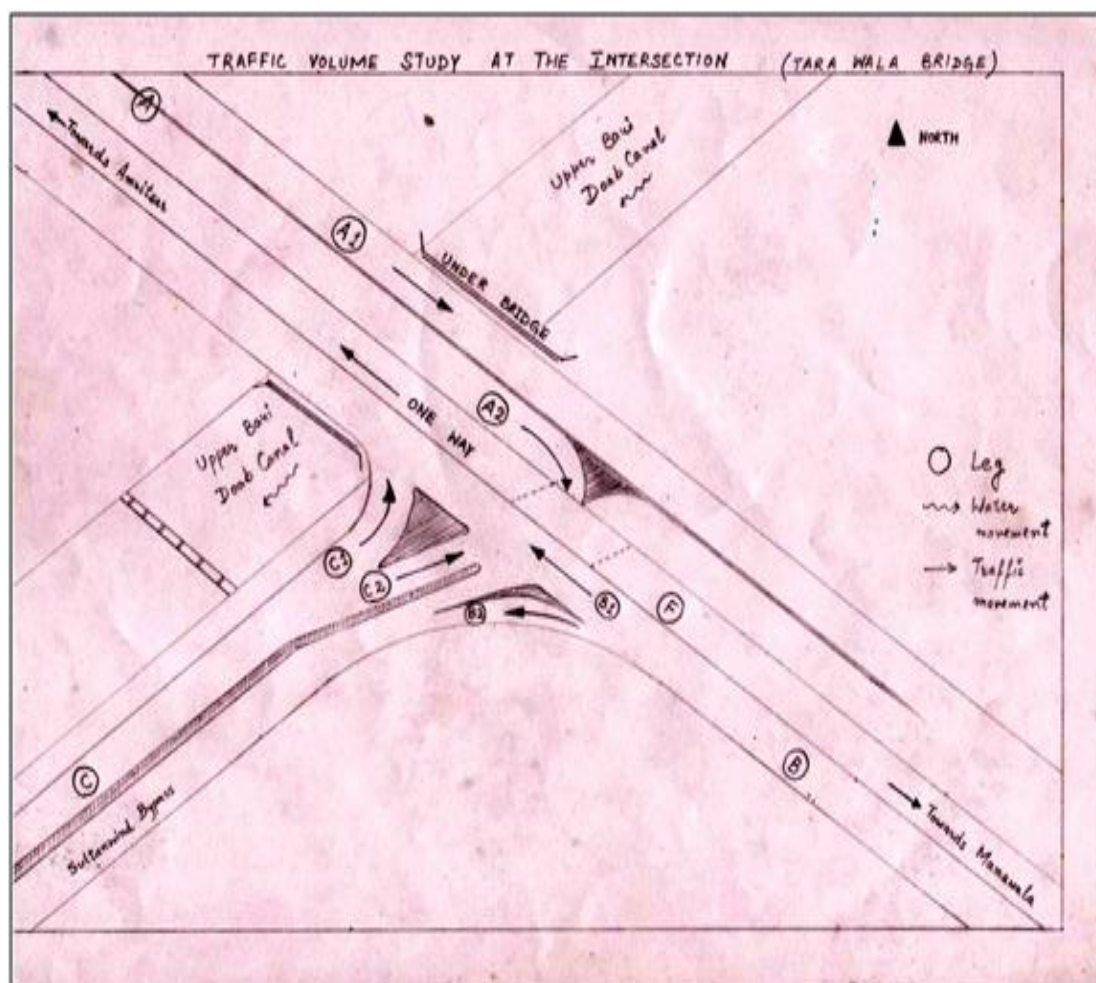 TRAFFIC VOLUME STUDY AT THE INTERSECTION (TARA WALA BRIDGE)
A
Towards Amritsar
Upper Bari
Doab Canal
NORTH
A1
UNDER BRIDGE
ONE WAY
A2
Upper Bari
Doab Canal
Leg
Water
movement
Traffic
movement
C1
C2
B2
B1
F
C
B
Sultanwind Bypass
Towards Manawala